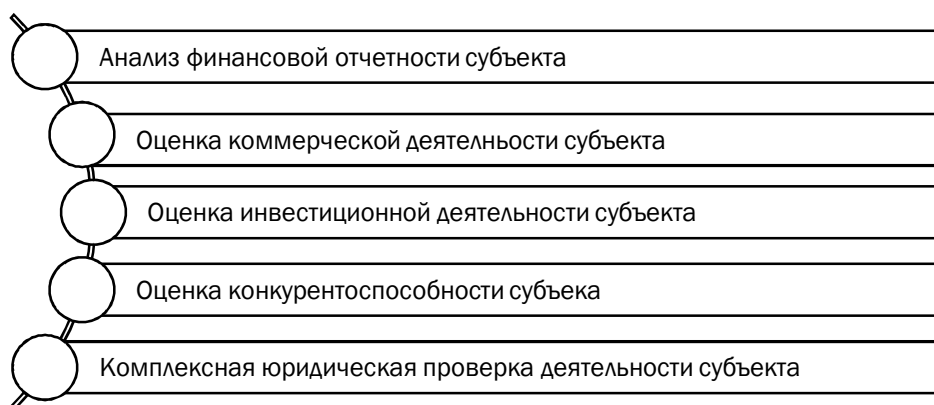 Анализ финансовой отчетности субъекта
Оценка коммерческой деятелньости субъекта
Оценка инвестиционной деятельности субъекта
Оценка конкурентоспособности субъека
Комплексная юридическая проверка деятельности субъекта